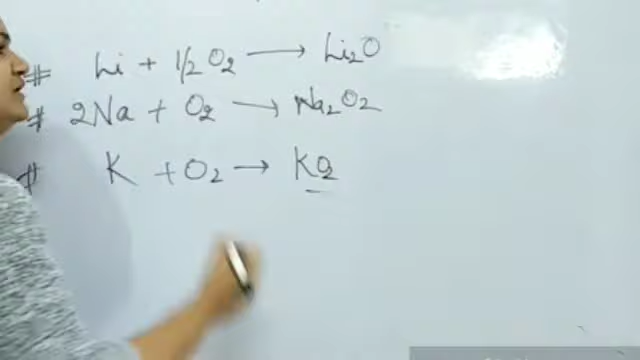 # Li + 1/2 O₂ → Li₂O
# 2Na + O₂ → Na₂O₂
# K + O₂ → KO₂